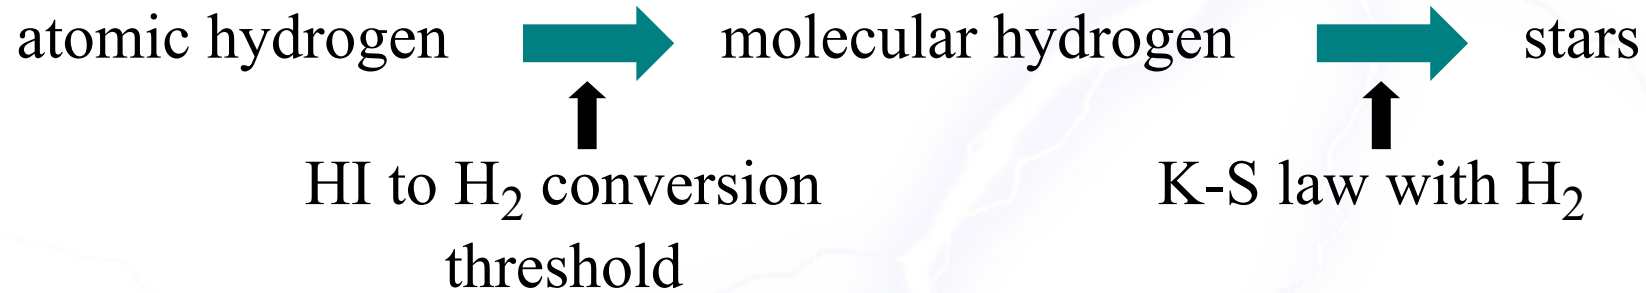 atomic hydrogen molecular hydrogen stars
HI to H₂ conversion K-S law with H₂
threshold